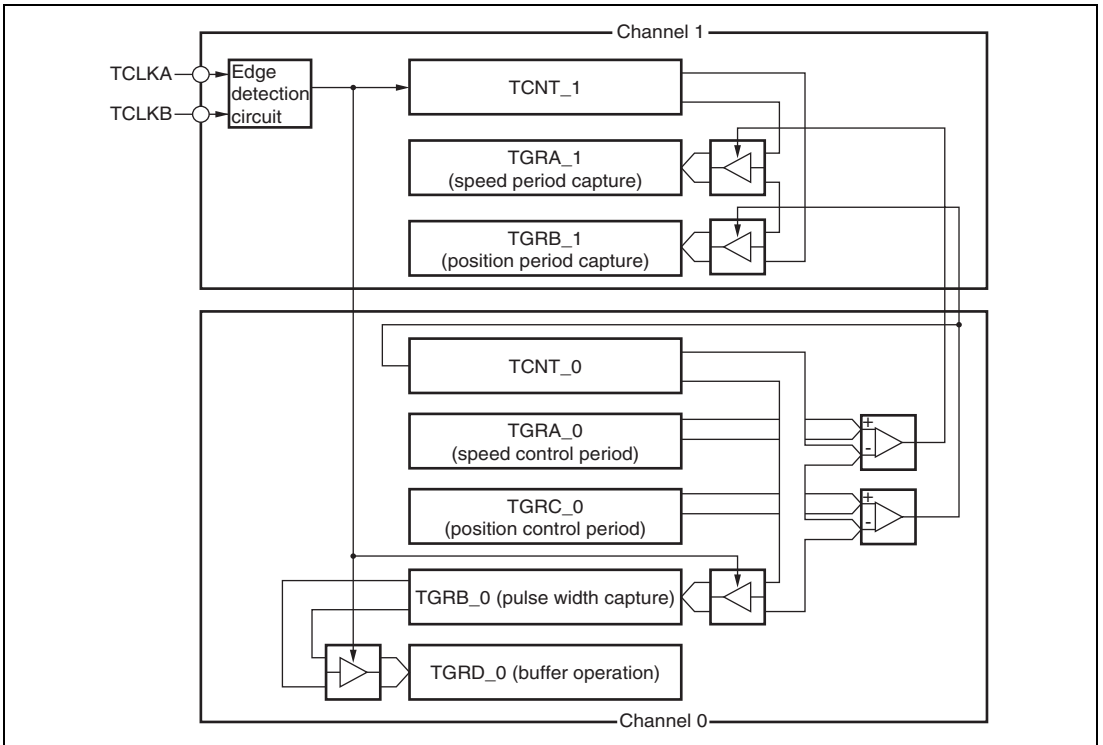 Channel 1
TCLKA
TCLKB
Edge
detection
circuit
TCNT_1
TGRA_1
(speed period capture)
TGRB_1
(position period capture)
TCNT_0
TGRA_0
(speed control period)
+
-
TGRC_0
(position control period)
+
-
TGRB_0 (pulse width capture)
TGRD_0 (buffer operation)
Channel 0